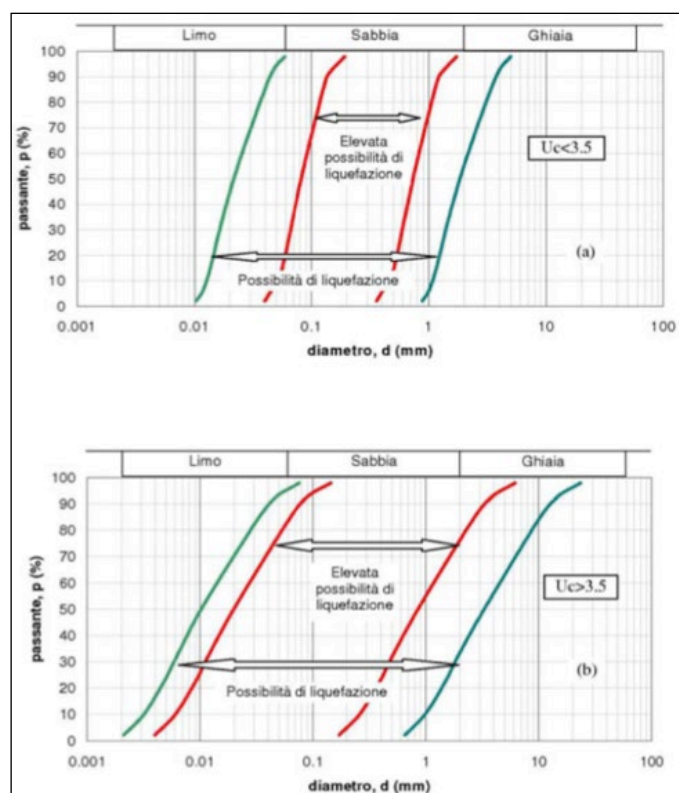 Limo Sabbia Ghiaia
100
90
80
70
60
50
40
30
20
10
0
passante, p (%)
Elevata
possibilità di
liquefazione
Uc<3.5
(a)
Possibilità di liquefazione
0.001 0.01 0.1 1 10 100
diametro, d (mm)
Limo Sabbia Ghiaia
100
90
80
70
60
50
40
30
20
10
0
passante, p (%)
Elevata
possibilità di
liquefazione
Uc>3.5
(b)
Possibilità di liquefazione
0.001 0.01 0.1 1 10 100
diametro, d (mm)